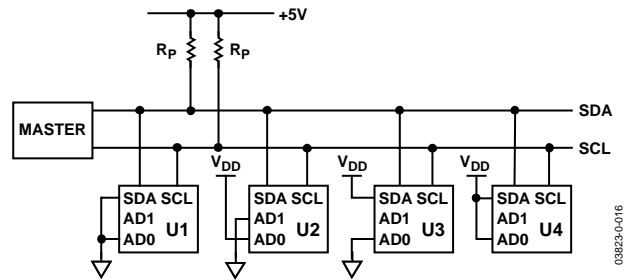 +5V
RP RP
MASTER
SDA
SCL
VDD VDD VDD
SDA SCL
AD1
AD0 U1
SDA SCL
AD1
AD0 U2
SDA SCL
AD1
AD0 U3
SDA SCL
AD1
AD0 U4
03823-0-016